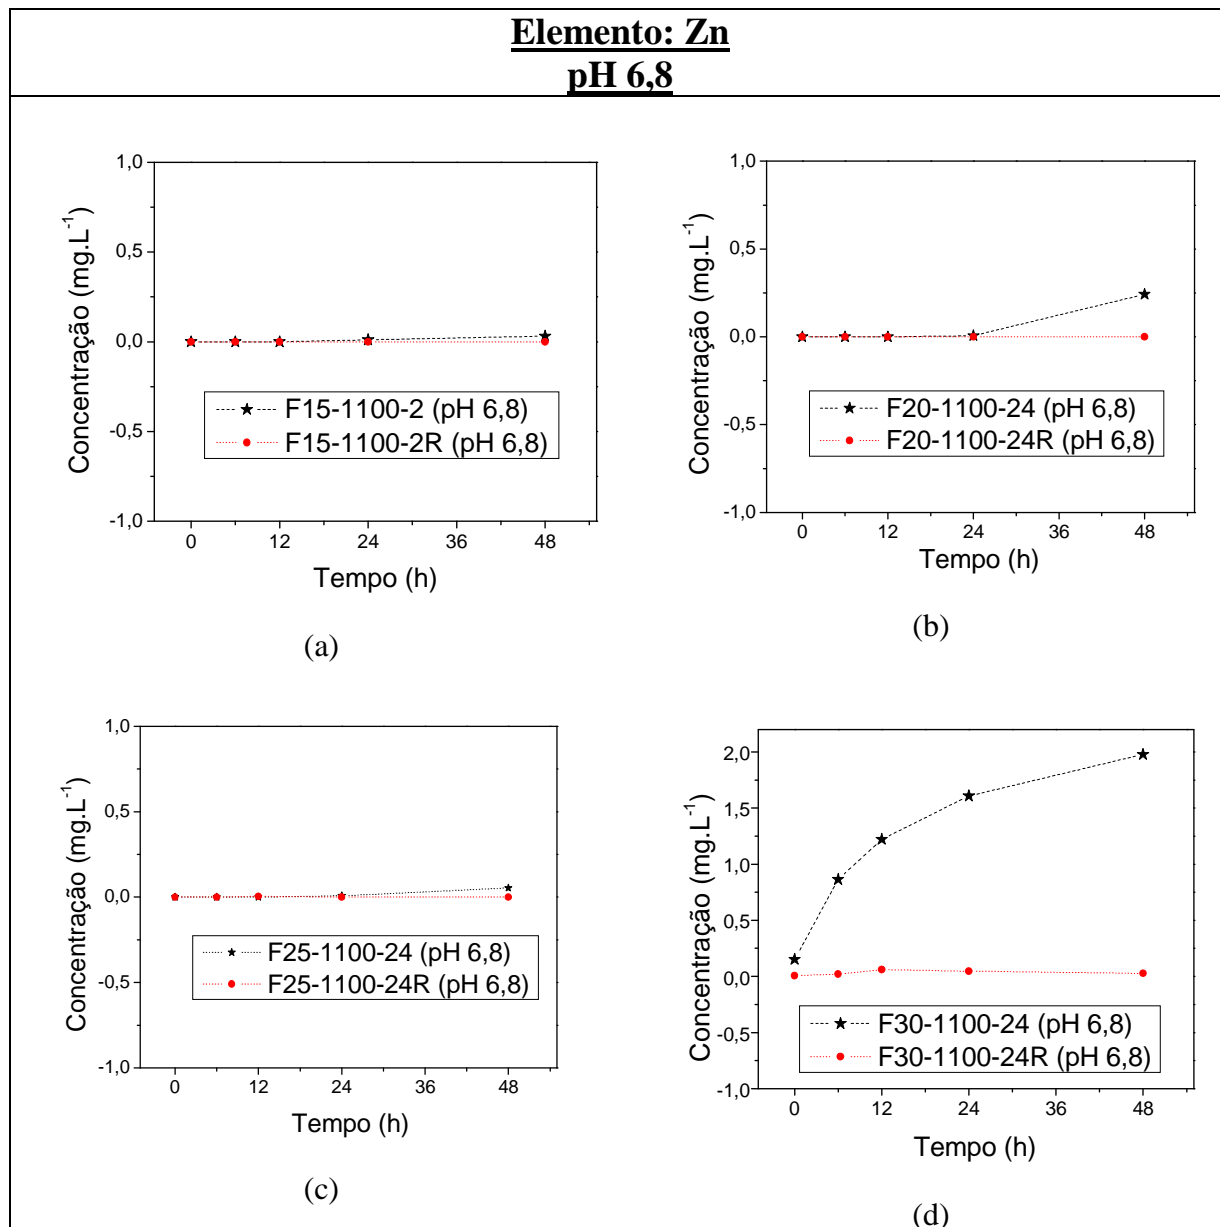 Elemento: Zn
pH 6,8
1,0
0,5
0,0
-0,5
-1,0
Concentração (mg.L⁻¹)
F15-1100-2 (pH 6,8)
F15-1100-2R (pH 6,8)
0 12 24 36 48
Tempo (h)
(a)
1,0
0,5
0,0
-0,5
-1,0
Concentração (mg.L⁻¹)
F20-1100-24 (pH 6,8)
F20-1100-24R (pH 6,8)
0 12 24 36 48
Tempo (h)
(b)
1,0
0,5
0,0
-0,5
-1,0
Concentração (mg.L⁻¹)
F25-1100-24 (pH 6,8)
F25-1100-24R (pH 6,8)
0 12 24 36 48
Tempo (h)
(c)
2,0
1,5
1,0
0,5
0,0
-0,5
-1,0
Concentração (mg.L⁻¹)
F30-1100-24 (pH 6,8)
F30-1100-24R (pH 6,8)
0 12 24 36 48
Tempo (h)
(d)